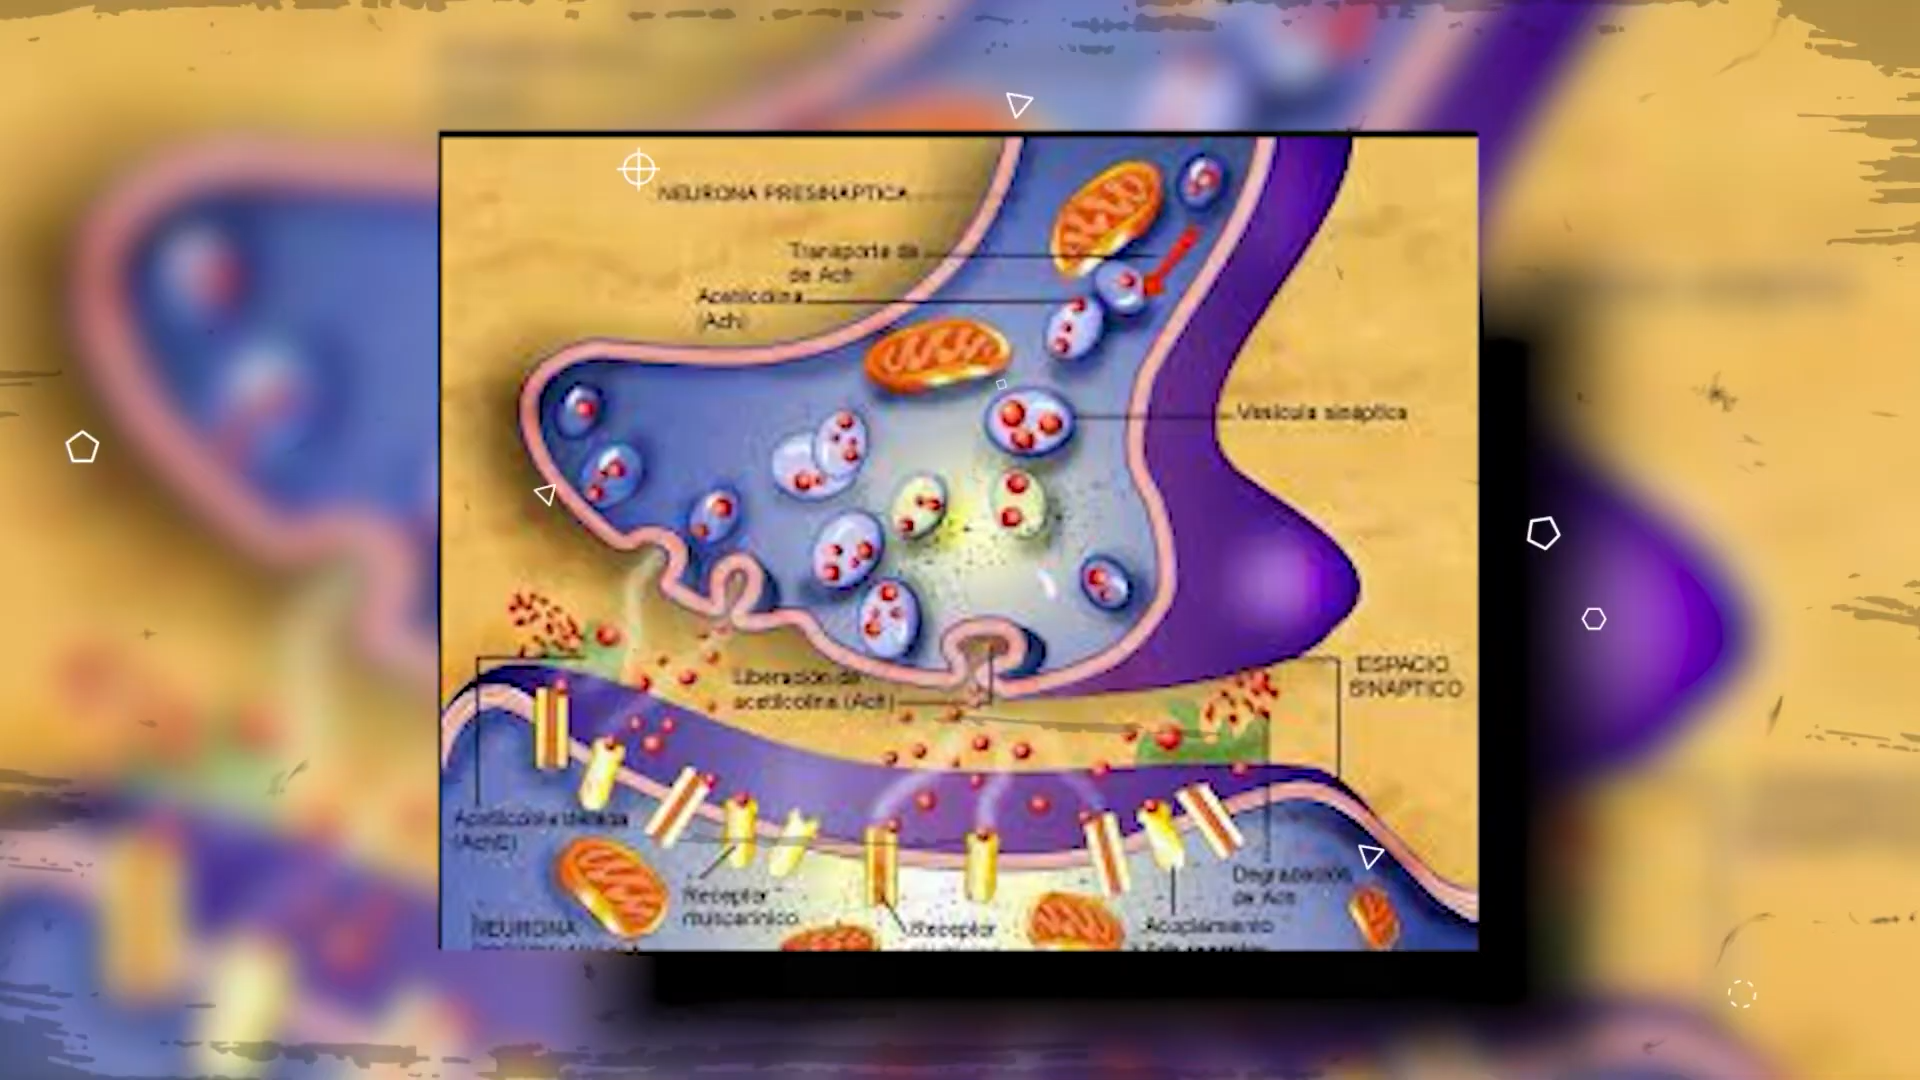 NEURONA PRESINAPTICA
Transporte de
de Ach
Acetilcolina
(Ach)
Vesícula sináptica
Liberación de
acetilcolina (Ach)
ESPACIO
SINAPTICO
(AchE)
Receptor
muscarinico
NEURONA
Receptor
Acoplamiento
Degradación
de Ach